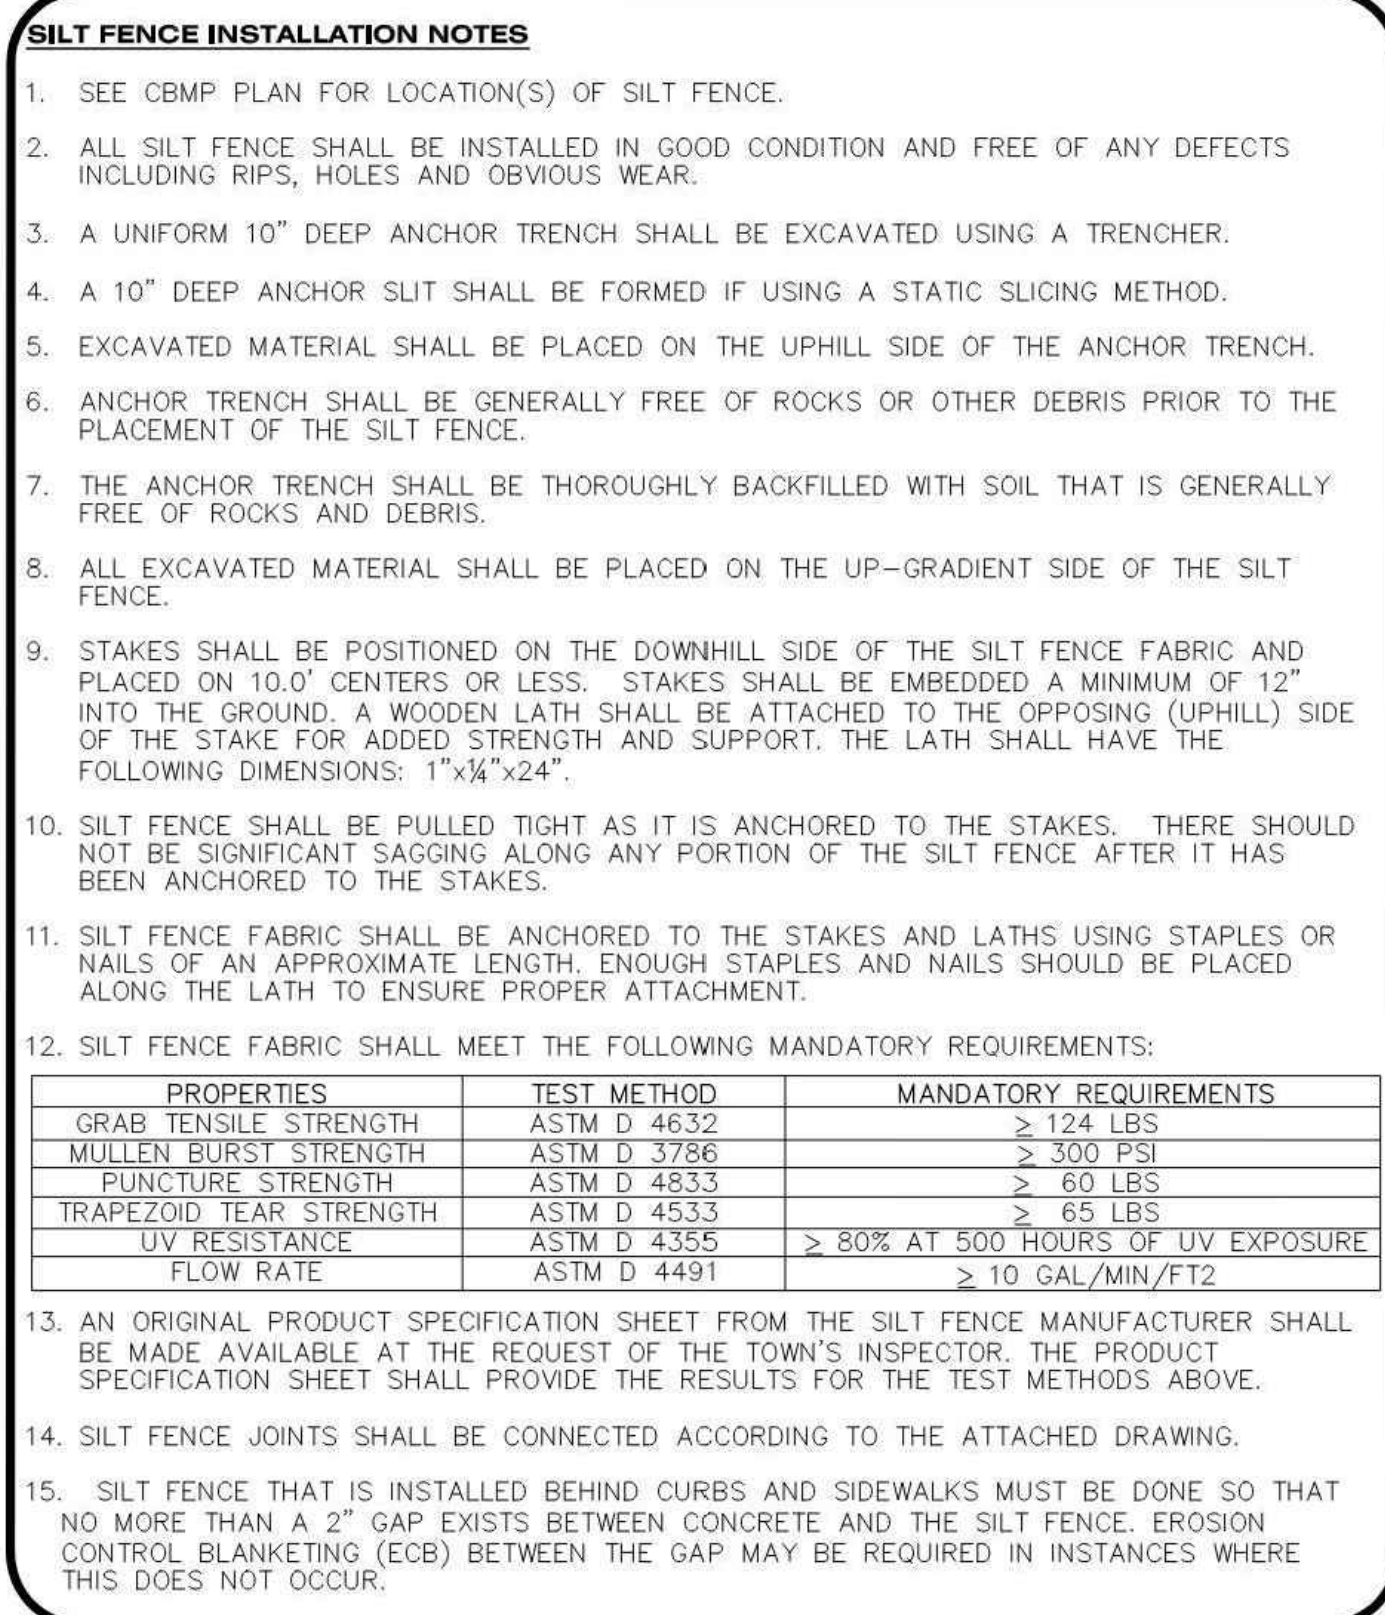 SILT FENCE INSTALLATION NOTES
1. SEE CBMP PLAN FOR LOCATION(S) OF SILT FENCE.
2. ALL SILT FENCE SHALL BE INSTALLED IN GOOD CONDITION AND FREE OF ANY DEFECTS
INCLUDING RIPS, HOLES AND OBVIOUS WEAR.
3. A UNIFORM 10" DEEP ANCHOR TRENCH SHALL BE EXCAVATED USING A TRENCHER.
4. A 10" DEEP ANCHOR SLIT SHALL BE FORMED IF USING A STATIC SLICING METHOD.
5. EXCAVATED MATERIAL SHALL BE PLACED ON THE UPHILL SIDE OF THE ANCHOR TRENCH.
6. ANCHOR TRENCH SHALL BE GENERALLY FREE OF ROCKS OR OTHER DEBRIS PRIOR TO THE
PLACEMENT OF THE SILT FENCE.
7. THE ANCHOR TRENCH SHALL BE THOROUGHLY BACKFILLED WITH SOIL THAT IS GENERALLY
FREE OF ROCKS AND DEBRIS.
8. ALL EXCAVATED MATERIAL SHALL BE PLACED ON THE UP-GRADIENT SIDE OF THE SILT
FENCE.
9. STAKES SHALL BE POSITIONED ON THE DOWNHILL SIDE OF THE SILT FENCE FABRIC AND
PLACED ON 10.0' CENTERS OR LESS. STAKES SHALL BE EMBEDDED A MINIMUM OF 12"
INTO THE GROUND. A WOODEN LATH SHALL BE ATTACHED TO THE OPPOSING (UPHILL) SIDE
OF THE STAKE FOR ADDED STRENGTH AND SUPPORT. THE LATH SHALL HAVE THE
FOLLOWING DIMENSIONS: 1"x¼"x24".
10. SILT FENCE SHALL BE PULLED TIGHT AS IT IS ANCHORED TO THE STAKES. THERE SHOULD
NOT BE SIGNIFICANT SAGGING ALONG ANY PORTION OF THE SILT FENCE AFTER IT HAS
BEEN ANCHORED TO THE STAKES.
11. SILT FENCE FABRIC SHALL BE ANCHORED TO THE STAKES AND LATHS USING STAPLES OR
NAILS OF AN APPROXIMATE LENGTH. ENOUGH STAPLES AND NAILS SHOULD BE PLACED
ALONG THE LATH TO ENSURE PROPER ATTACHMENT.
12. SILT FENCE FABRIC SHALL MEET THE FOLLOWING MANDATORY REQUIREMENTS:
PROPERTIES TEST METHOD MANDATORY REQUIREMENTS
GRAB TENSILE STRENGTH ASTM D 4632 ≥ 124 LBS
MULLEN BURST STRENGTH ASTM D 3786 ≥ 300 PSI
PUNCTURE STRENGTH ASTM D 4833 ≥ 60 LBS
TRAPEZOID TEAR STRENGTH ASTM D 4533 ≥ 65 LBS
UV RESISTANCE ASTM D 4355 ≥ 80% AT 500 HOURS OF UV EXPOSURE
FLOW RATE ASTM D 4491 ≥ 10 GAL/MIN/FT2
13. AN ORIGINAL PRODUCT SPECIFICATION SHEET FROM THE SILT FENCE MANUFACTURER SHALL
BE MADE AVAILABLE AT THE REQUEST OF THE TOWN'S INSPECTOR. THE PRODUCT
SPECIFICATION SHEET SHALL PROVIDE THE RESULTS FOR THE TEST METHODS ABOVE.
14. SILT FENCE JOINTS SHALL BE CONNECTED ACCORDING TO THE ATTACHED DRAWING.
15. SILT FENCE THAT IS INSTALLED BEHIND CURBS AND SIDEWALKS MUST BE DONE SO THAT
NO MORE THAN A 2" GAP EXISTS BETWEEN CONCRETE AND THE SILT FENCE. EROSION
CONTROL BLANKETING (ECB) BETWEEN THE GAP MAY BE REQUIRED IN INSTANCES WHERE
THIS DOES NOT OCCUR.